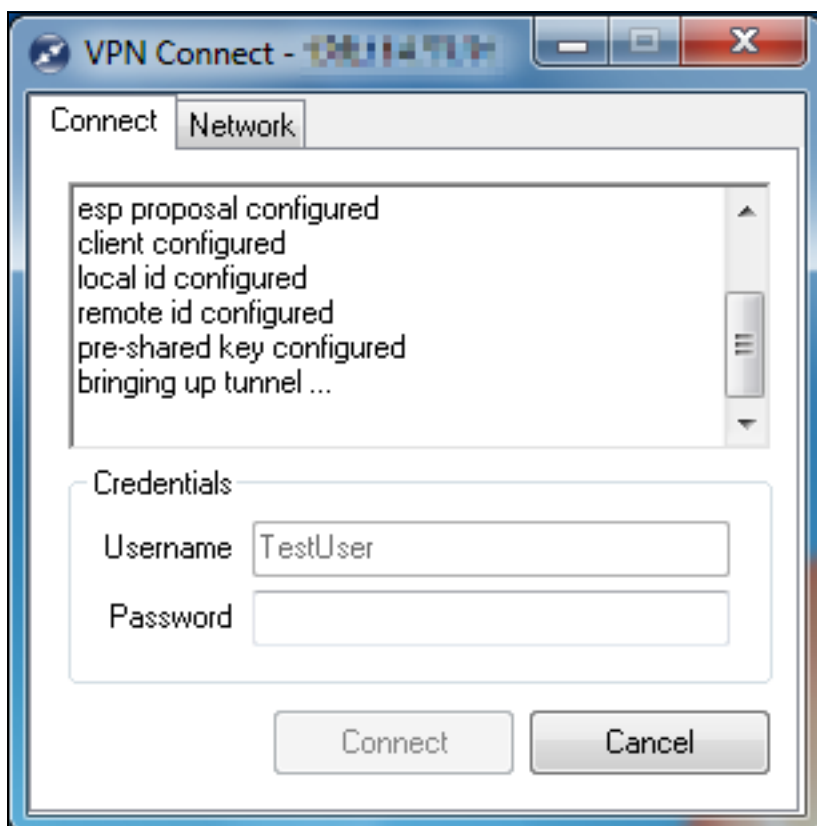 VPN Connect -
Connect
Network
esp proposal configured
client configured
local id configured
remote id configured
pre-shared key configured
bringing up tunnel ...
Credentials
Username TestUser
Password
Connect Cancel